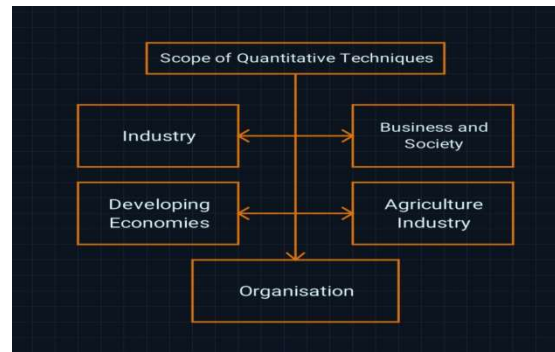 Scope of Quantitative Techniques
Industry
Business and
Society
Developing
Economies
Agriculture
Industry
Organisation